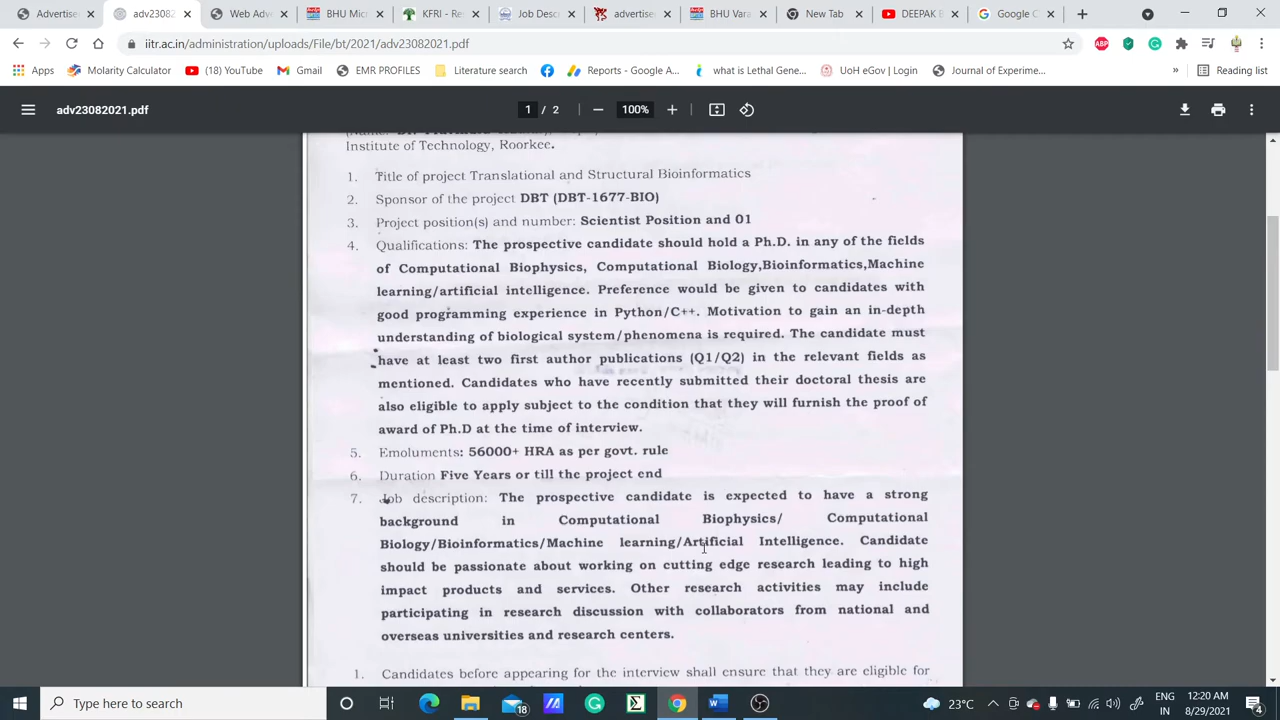 Advertiser
adv23082
Web Adve
BHU Mic
KFRI - Re
Job Descr
advertise
BHU Vara
New Tab
DEEPAK B
Google C
iitr.ac.in/administration/uploads/File/bt/2021/adv23082021.pdf
Apps
Molarity Calculator
(18) YouTube
Gmail
EMR PROFILES
Literature search
Reports - Google A...
what is Lethal Gene...
UoH eGov | Login
Journal of Experime...
»
Reading list
adv23082021.pdf
1 / 2
100%
Institute of Technology, Roorkee.
1. Title of project Translational and Structural Bioinformatics
2. Sponsor of the project DBT (DBT-1677-BIO)
3. Project position(s) and number: Scientist Position and 01
4. Qualifications: The prospective candidate should hold a Ph.D. in any of the fields
of Computational Biophysics, Computational Biology,Bioinformatics,Machine
learning/artificial intelligence. Preference would be given to candidates with
good programming experience in Python/C++. Motivation to gain an in-depth
understanding of biological system/phenomena is required. The candidate must
have at least two first author publications (Q1/Q2) in the relevant fields as
mentioned. Candidates who have recently submitted their doctoral thesis are
also eligible to apply subject to the condition that they will furnish the proof of
award of Ph.D at the time of interview.
5. Emoluments: 56000+ HRA as per govt. rule
6. Duration Five Years or till the project end
7. Job description: The prospective candidate is expected to have a strong
background in Computational Biophysics/ Computational
Biology/Bioinformatics/Machine learning/Artificial Intelligence. Candidate
should be passionate about working on cutting edge research leading to high
impact products and services. Other research activities may include
participating in research discussion with collaborators from national and
overseas universities and research centers.
1. Candidates before appearing for the interview shall ensure that they are eligible for
Type here to search
18
23°C
ENG
IN
12:20 AM
8/29/2021
4